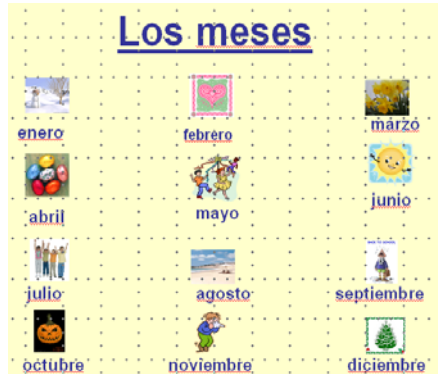 Los meses
enero
febrero
marzo
abril
mayo
junio
julio
agosto
septiembre
octubre
noviembre
diciembre